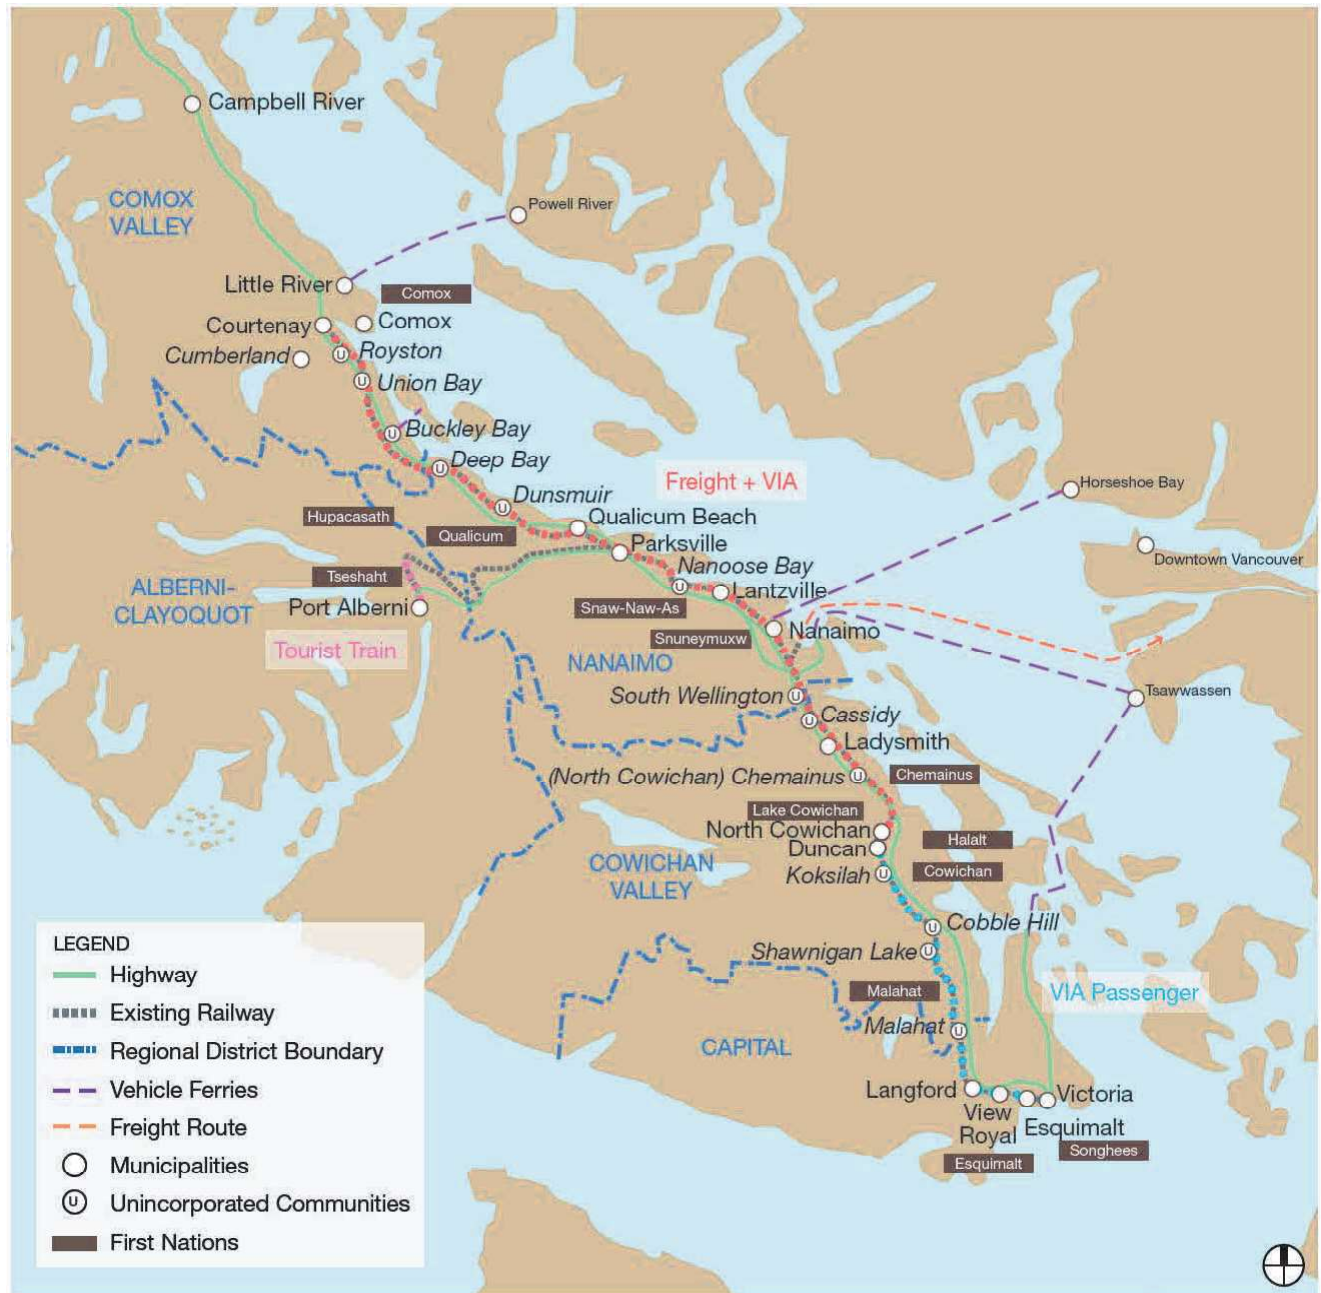 Campbell River
COMOX
VALLEY
Powell River
Little River
Comox
Courtenay
Comox
Cumberland
Royston
Union Bay
Buckley Bay
Deep Bay
Freight + VIA
Horseshoe Bay
Dunsmuir
Hupacasath
Qualicum Beach
Qualicum
Parksville
Downtown Vancouver
Nanoose Bay
Tseshaht
ALBERNI-
CLAYOQUOT
Lantzville
Port Alberni
Snaw-Naw-As
Nanaimo
Snuneymuxw
Tourist Train
NANAIMO
South Wellington
Tsawwassen
Cassidy
Ladysmith
(North Cowichan) Chemainus
Chemainus
Lake Cowichan
North Cowichan
Halalt
Duncan
COWICHAN
VALLEY
Koksilah
Cowichan
Cobble Hill
Shawnigan Lake
Malahat
VIA Passenger
Malahat
CAPITAL
Langford
Victoria
View
Royal
Esquimalt
Songhees
Esquimalt
LEGEND
Highway
Existing Railway
Regional District Boundary
Vehicle Ferries
Freight Route
Municipalities
U Unincorporated Communities
First Nations
U
U
U
U
U
U
U
U
U
U
U
U
U